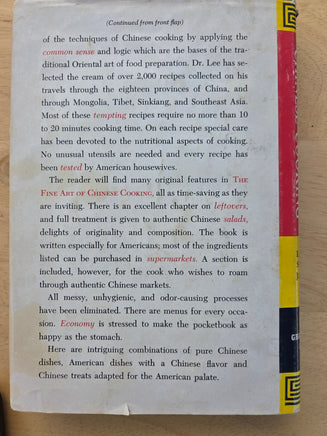 (Continued from front flap)
of the techniques of Chinese cooking by applying the
common sense and logic which are the bases of the tra-
ditional Oriental art of food preparation. Dr. Lee has se-
lected the cream of over 2,000 recipes collected on his
travels through the eighteen provinces of China, and
through Mongolia, Tibet, Sinkiang, and Southeast Asia.
Most of these tempting recipes require no more than 10
to 20 minutes cooking time. On each recipe special care
has been devoted to the nutritional aspects of cooking.
No unusual utensils are needed and every recipe has
been tested by American housewives.
The reader will find many original features in THE
FINE ART OF CHINESE COOKING, all as time-saving as they
are inviting. There is an excellent chapter on leftovers,
and full treatment is given to authentic Chinese salads,
delights of originality and composition. The book is
written especially for Americans; most of the ingredients
listed can be purchased in supermarkets. A section is
included, however, for the cook who wishes to roam
through authentic Chinese markets.
All messy, unhygienic, and odor-causing processes
have been eliminated. There are menus for every occa-
sion. Economy is stressed to make the pocketbook as
happy as the stomach.
Here are intriguing combinations of pure Chinese
dishes, American dishes with a Chinese flavor and
Chinese treats adapted for the American palate.